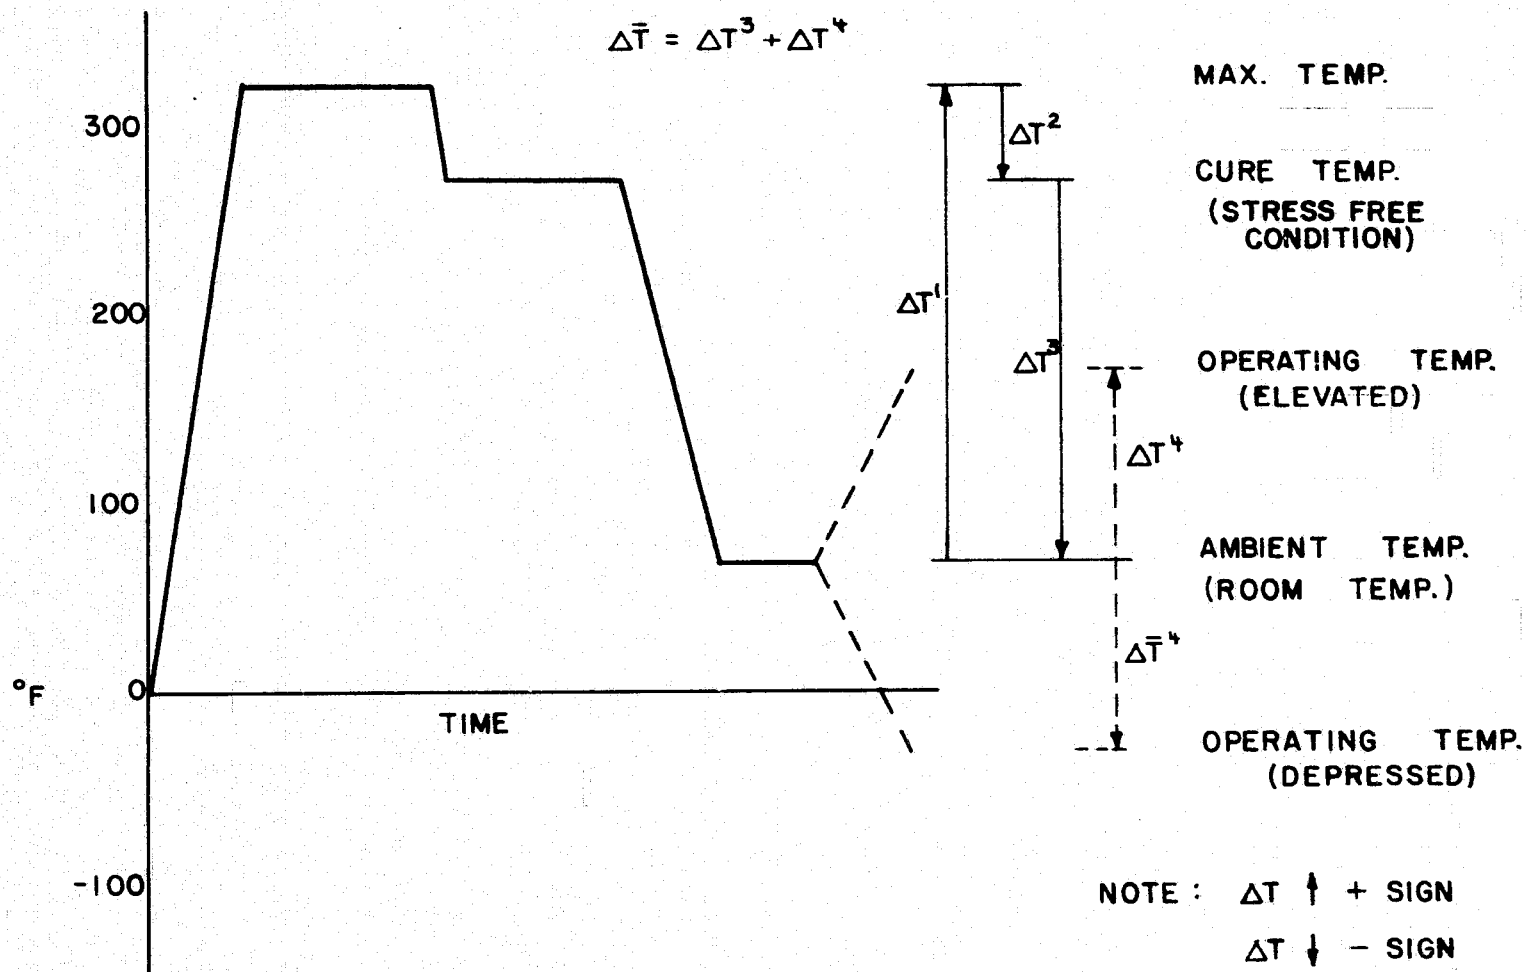 ΔT̄ = ΔT³ + ΔT⁴
300
200
100
0
-100
°F
TIME
ΔT¹
ΔT²
ΔT³
ΔT⁴
ΔT̄⁴
MAX. TEMP.
CURE TEMP.
(STRESS FREE
CONDITION)
OPERATING TEMP.
(ELEVATED)
AMBIENT TEMP.
(ROOM TEMP.)
OPERATING TEMP.
(DEPRESSED)
NOTE : ΔT ↑ + SIGN
ΔT ↓ − SIGN